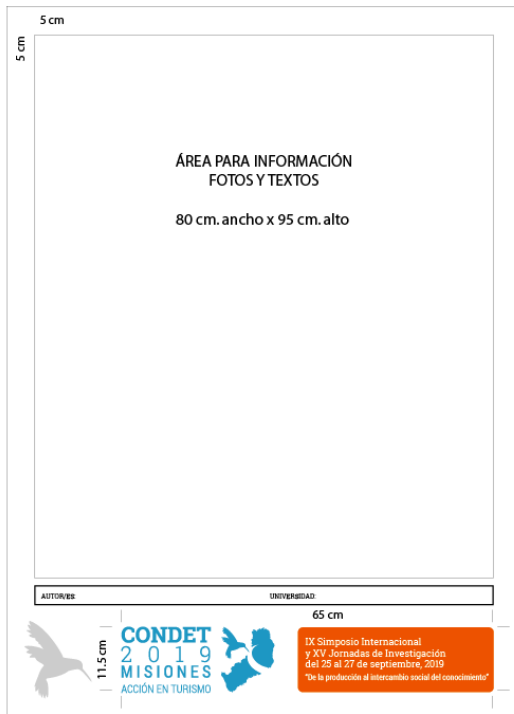 5 cm
5 cm
ÁREA PARA INFORMACIÓN
FOTOS Y TEXTOS
80 cm. ancho x 95 cm. alto
AUTOR/ES: UNIVERSIDAD:
65 cm
11.5 cm
CONDET
2019
MISIONES
ACCIÓN EN TURISMO
IX Simposio Internacional
y XV Jornadas de Investigación
del 25 al 27 de septiembre, 2019
"De la producción al intercambio social del conocimiento"